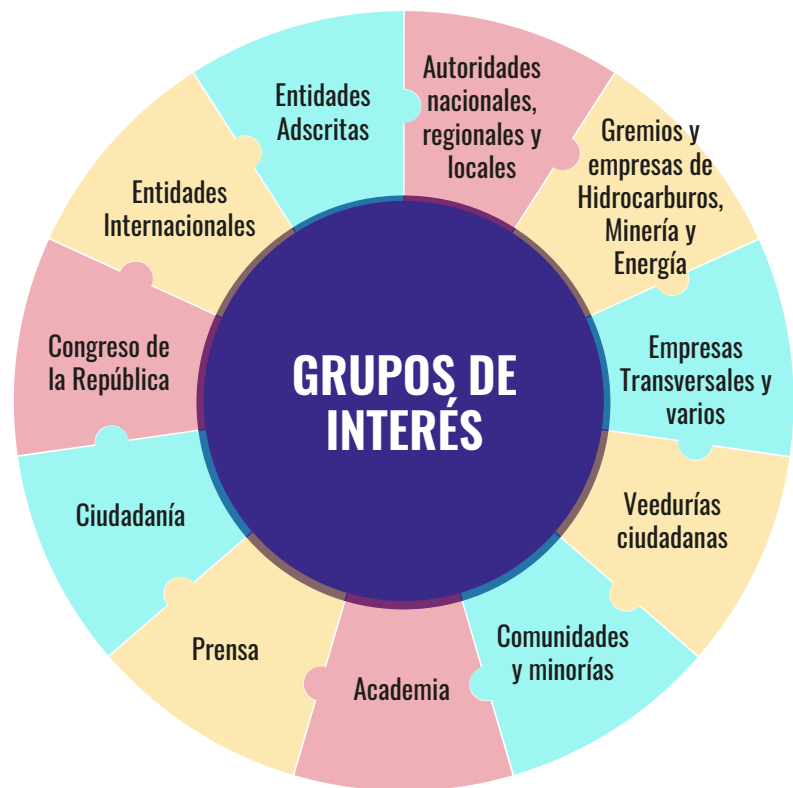 Autoridades
nacionales,
regionales y
locales
Gremios y
empresas de
Hidrocarburos,
Minería y
Energía
Empresas
Transversales y
varios
Veedurías
ciudadanas
Comunidades
y minorías
Academia
Prensa
Ciudadanía
Congreso de
la República
Entidades
Internacionales
Entidades
Adscritas
GRUPOS DE
INTERÉS